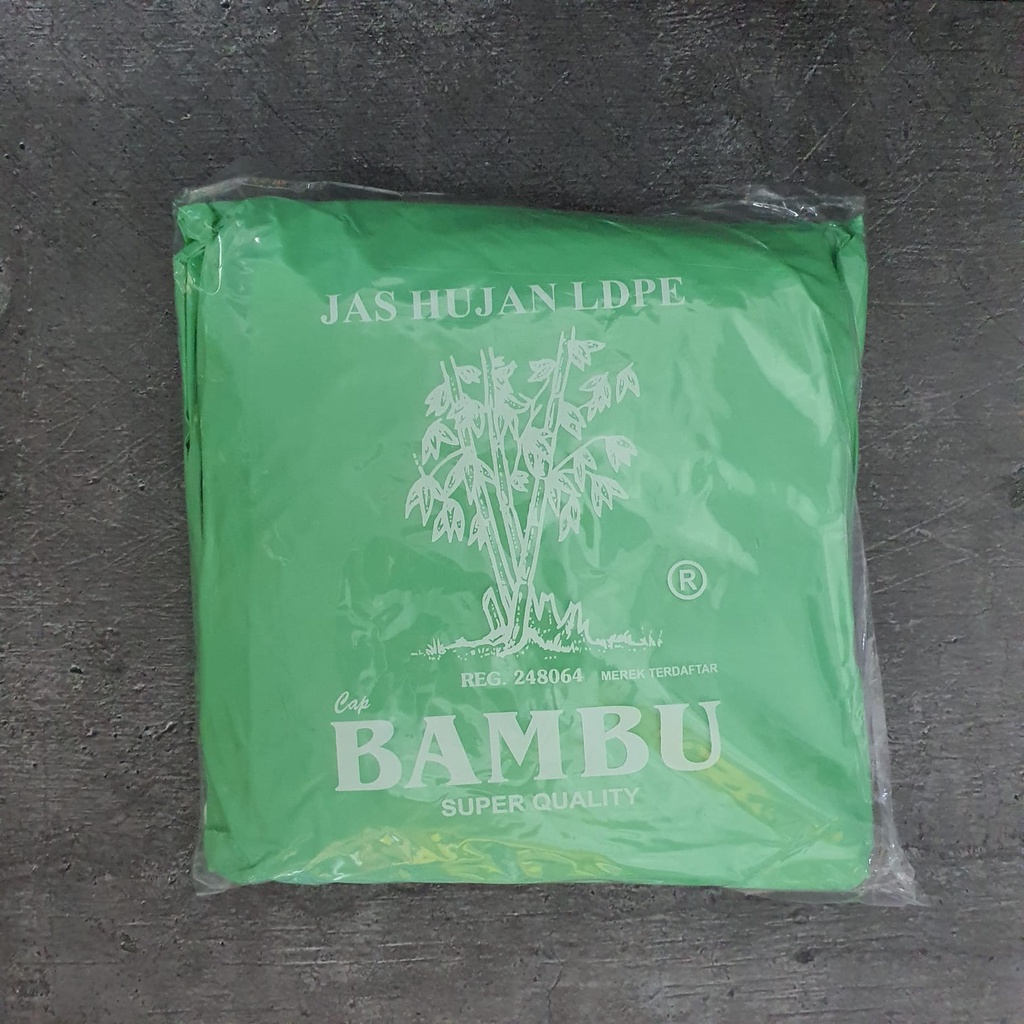 JAS HUJAN LDPE
®
REG. 248064 MEREK TERDAFTAR
Cap
BAMBU
SUPER QUALITY